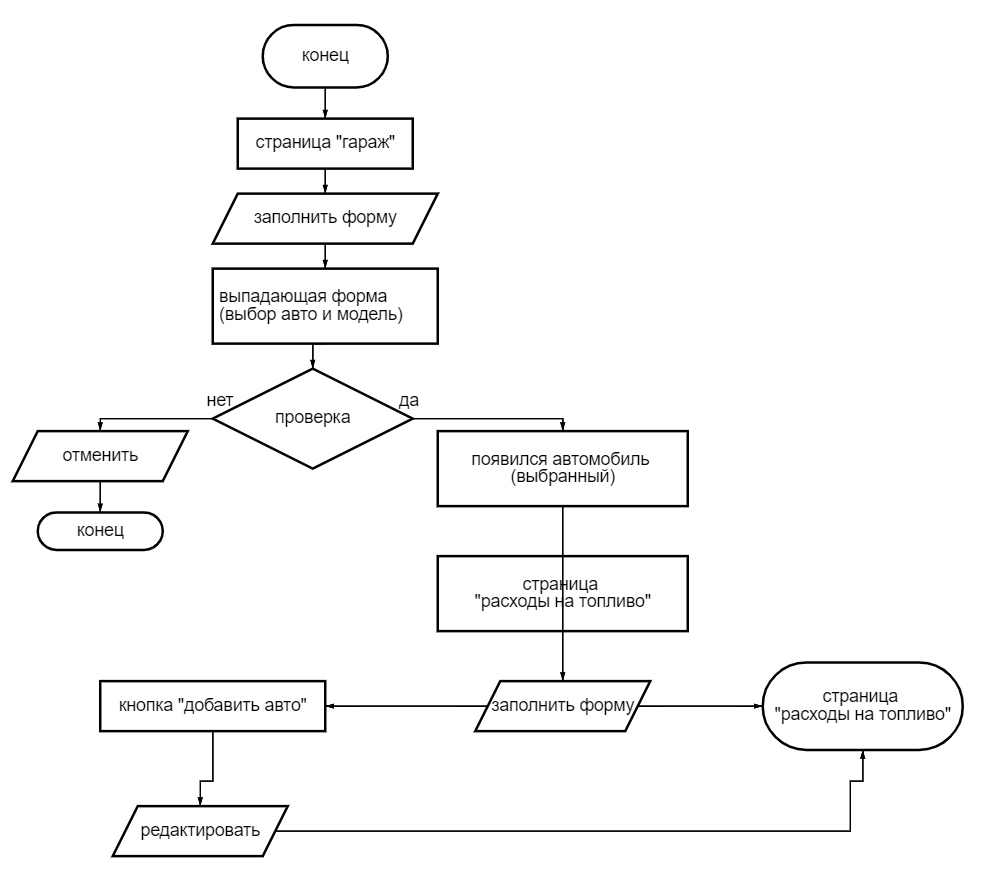 конец
страница "гараж"
заполнить форму
выпадающая форма
(выбор авто и модель)
нет
да
проверка
отменить
конец
появился автомобиль
(выбранный)
страница
"расходы на топливо"
кнопка "добавить авто"
заполнить форму
страница
"расходы на топливо"
редактировать